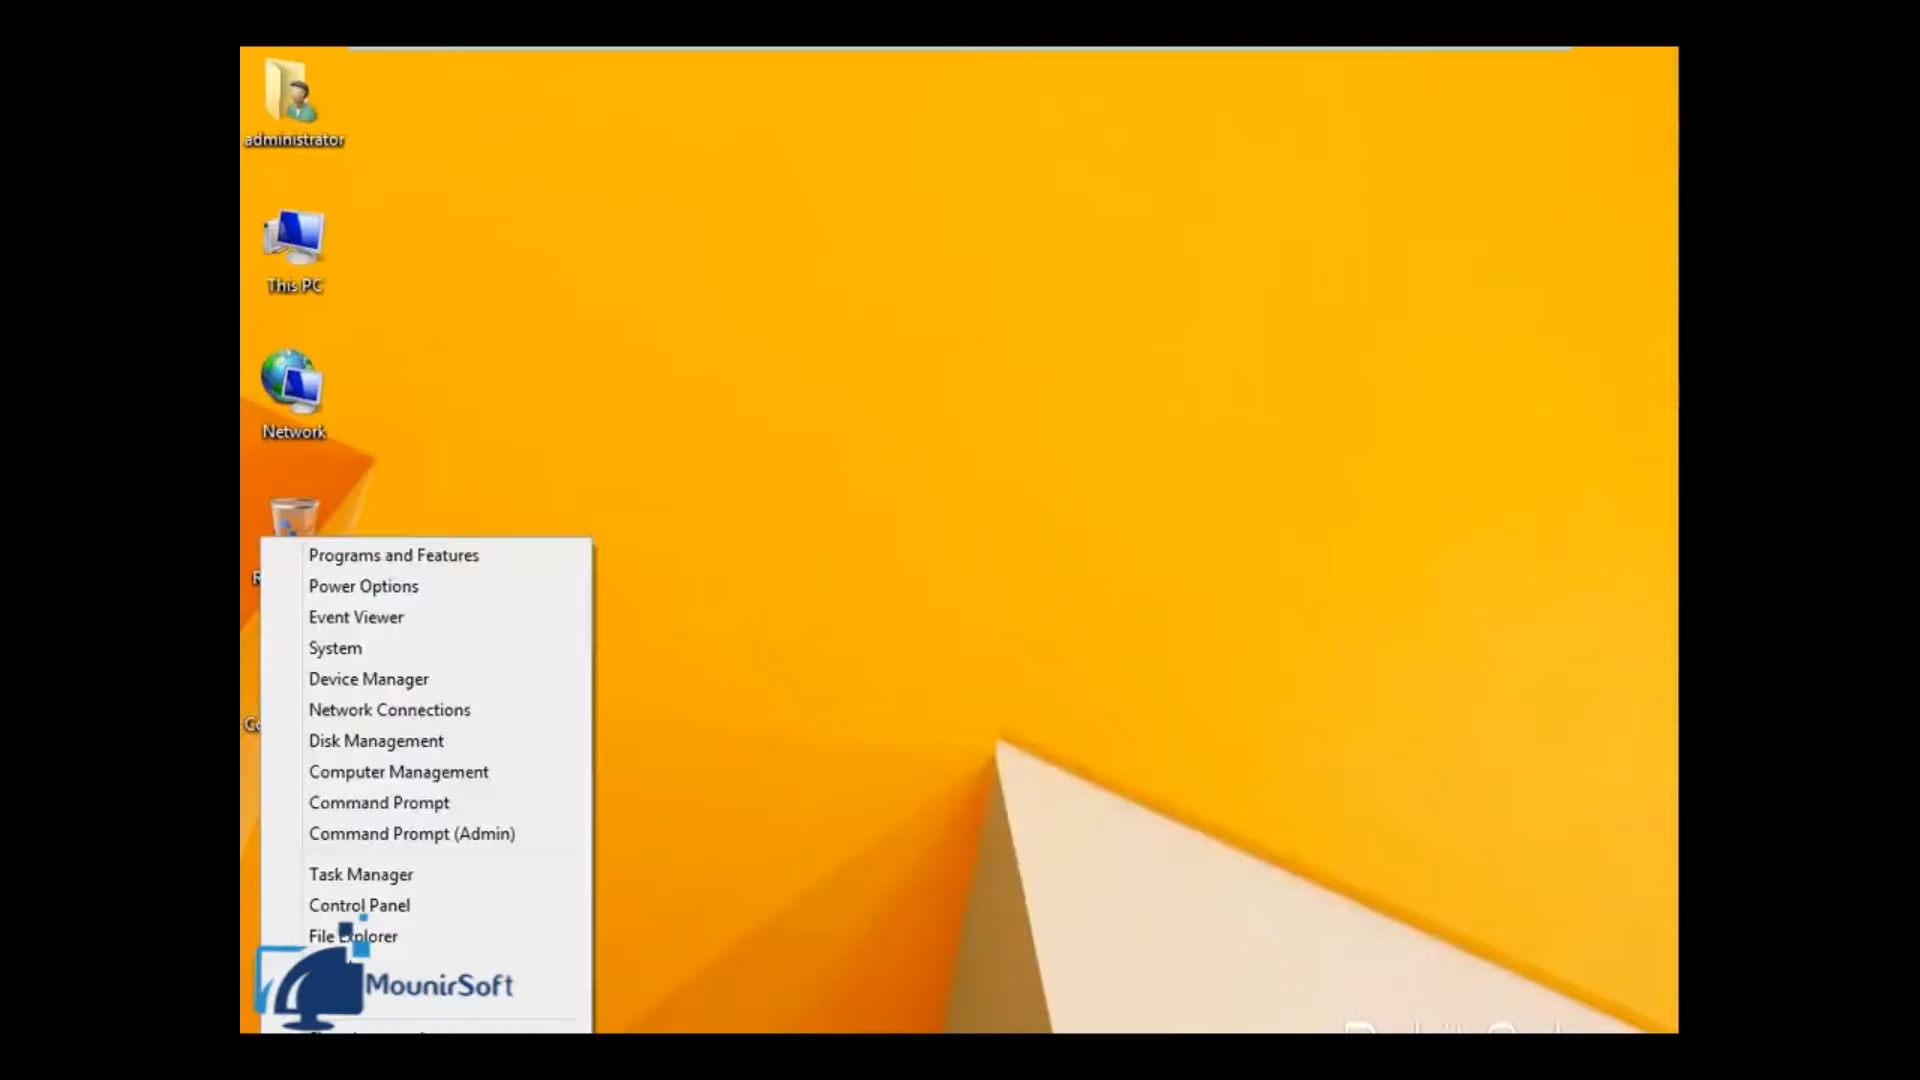 administrator
This PC
Network
Programs and Features
Power Options
Event Viewer
System
Device Manager
Network Connections
Disk Management
Computer Management
Command Prompt
Command Prompt (Admin)
Task Manager
Control Panel
File Explorer
MounirSoft